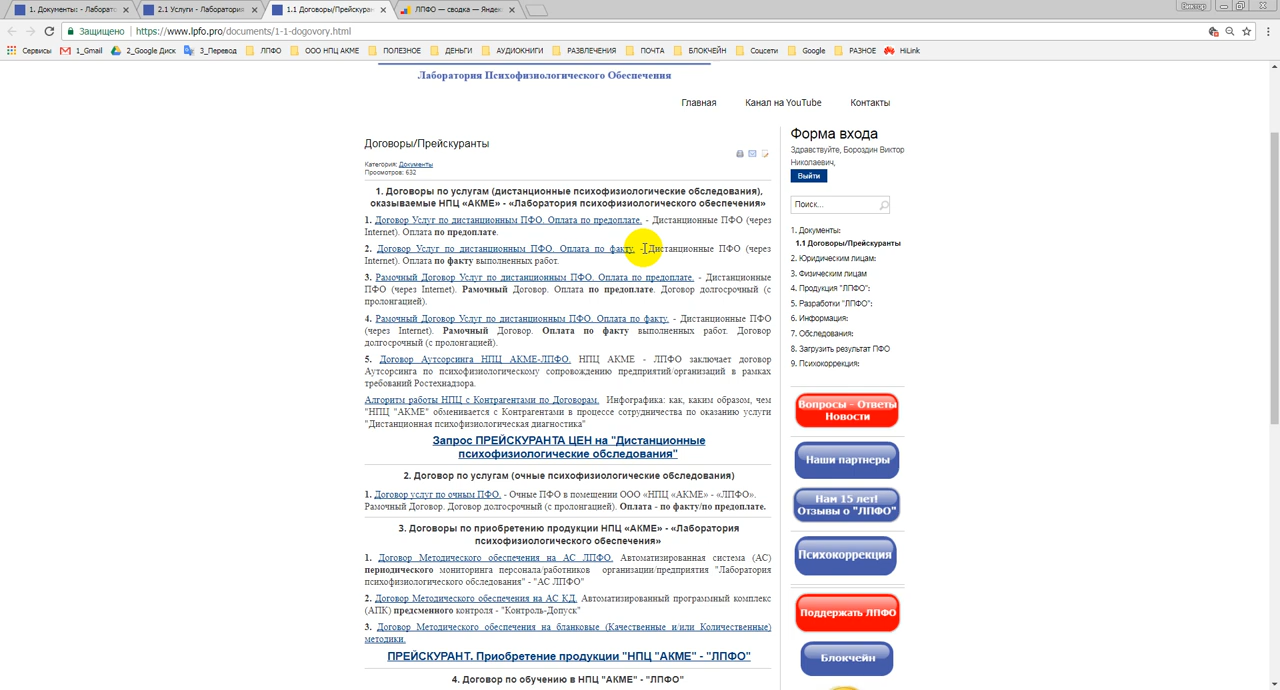 1. Документы: - Лаборато
2.1 Услуги - Лаборатория
1.1 Договоры/Прейскуран
ЛПФО — сводка — Яндек
Виктор
Защищено
https://www.lpfo.pro/documents/1-1-dogovory.html
Сервисы
1_Gmail
2_Google Диск
3_Перевод
ЛПФО
ООО НПЦ АКМЕ
ПОЛЕЗНОЕ
ДЕНЬГИ
АУДИОКНИГИ
РАЗВЛЕЧЕНИЯ
ПОЧТА
БЛОКЧЕЙН
Соцсети
Google
РАЗНОЕ
HiLink
Лаборатория Психофизиологического Обеспечения
Главная
Канал на YouTube
Контакты
Договоры/Прейскуранты
Категория: Документы
Просмотров: 632
1. Договоры по услугам (дистанционные психофизиологические обследования),
оказываемые НПЦ «АКМЕ» - «Лаборатория психофизиологического обеспечения»
1. Договор Услуг по дистанционным ПФО. Оплата по предоплате. - Дистанционные ПФО (через
Internet). Оплата по предоплате.
2. Договор Услуг по дистанционным ПФО. Оплата по факту. - Дистанционные ПФО (через
Internet). Оплата по факту выполненных работ.
3. Рамочный Договор Услуг по дистанционным ПФО. Оплата по предоплате. - Дистанционные
ПФО (через Internet). Рамочный Договор. Оплата по предоплате. Договор долгосрочный (с
пролонгацией).
4. Рамочный Договор Услуг по дистанционным ПФО. Оплата по факту. - Дистанционные ПФО
(через Internet). Рамочный Договор. Оплата по факту выполненных работ. Договор
долгосрочный (с пролонгацией).
5. Договор Аутсорсинга НПЦ АКМЕ-ЛПФО. НПЦ АКМЕ - ЛПФО заключает договор
Аутсорсинга по психофизиологическому сопровождению предприятий/организаций в рамках
требований Ростехнадзора.
Алгоритм работы НПЦ с Контрагентами по Договорам. Инфографика: как, каким образом, чем
"НПЦ "АКМЕ" обменивается с Контрагентами в процессе сотрудничества по оказанию услуги
"Дистанционная психофизиологическая диагностика"
Запрос ПРЕЙСКУРАНТА ЦЕН на "Дистанционные
психофизиологические обследования"
2. Договор по услугам (очные психофизиологические обследования)
1. Договор услуг по очным ПФО. - Очные ПФО в помещении ООО «НПЦ «АКМЕ» - «ЛПФО».
Рамочный Договор. Договор долгосрочный (с пролонгацией). Оплата - по факту/по предоплате.
3. Договоры по приобретению продукции НПЦ «АКМЕ» - «Лаборатория
психофизиологического обеспечения»
1. Договор Методического обеспечения на АС ЛПФО. Автоматизированная система (АС)
периодического мониторинга персонала/работников организации/предприятия "Лаборатория
психофизиологического обследования" - "АС ЛПФО"
2. Договор Методического обеспечения на АС КД. Автоматизированный программный комплекс
(АПК) предсменного контроля - "Контроль-Допуск"
3. Договор Методического обеспечения на бланковые (Качественные и/или Количественные)
методики.
ПРЕЙСКУРАНТ. Приобретение продукции "НПЦ "АКМЕ" - "ЛПФО"
4. Договор по обучению в НПЦ "АКМЕ" - "ЛПФО"
Форма входа
Здравствуйте, Бороздин Виктор
Николаевич,
Выйти
Поиск...
1. Документы:
1.1 Договоры/Прейскуранты
2. Юридическим лицам:
3. Физическим лицам
4. Продукция "ЛПФО":
5. Разработки "ЛПФО":
6. Информация:
7. Обследования:
8. Загрузить результат ПФО
9. Психокоррекция:
Вопросы - Ответы
Новости
Наши партнеры
Нам 15 лет!
Отзывы о "ЛПФО"
Психокоррекция
Поддержать ЛПФО
Блокчейн